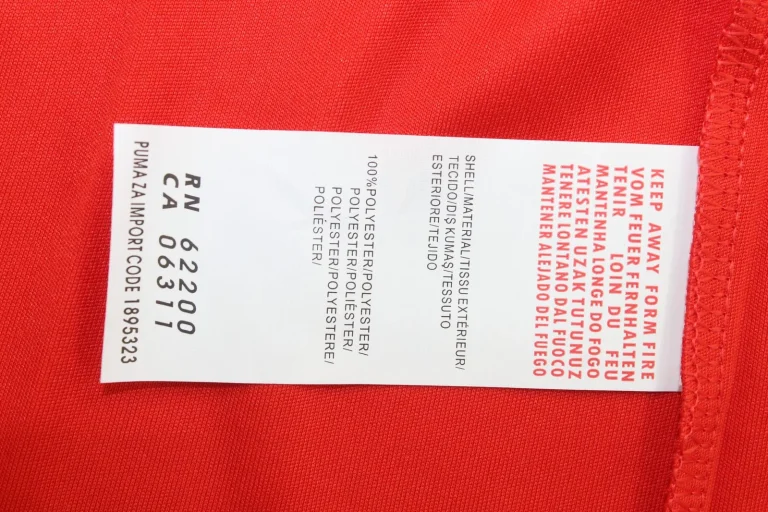 KEEP AWAY FORM FIRE
VOM FEUER FERNHALTEN
TENIR LOIN DU FEU
MANTENHA LONGE DO FOGO
ATESTEN UZAK TUTUNUZ
TENERE LONTANO DAL FUOCO
MANTENER ALEJADO DEL FUEGO
SHELL/MATERIAL/TISSU EXTÉRIEUR/
TECIDO/DIŞ KUMAŞ/TESSUTO
ESTERIORE/TEJIDO
100%POLYESTER/POLYESTER/
POLYESTER/POLIÉSTER/
POLYESTER/POLYESTERE/
POLIÉSTER/
RN 62200
CA 06311
PUMA ZA IMPORT CODE 1895323